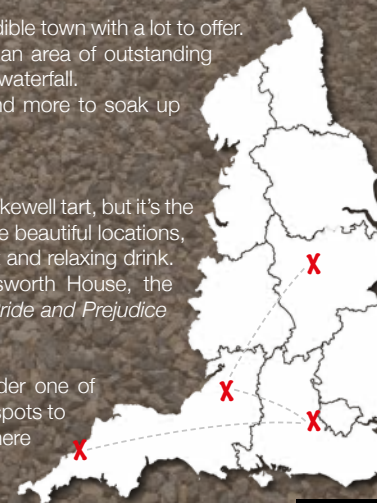 dible town with a lot to offer.
an area of outstanding
waterfall.
nd more to soak up
kewell tart, but it's the
e beautiful locations,
and relaxing drink.
sworth House, the
ride and Prejudice
der one of
spots to
here
X
X
X
X